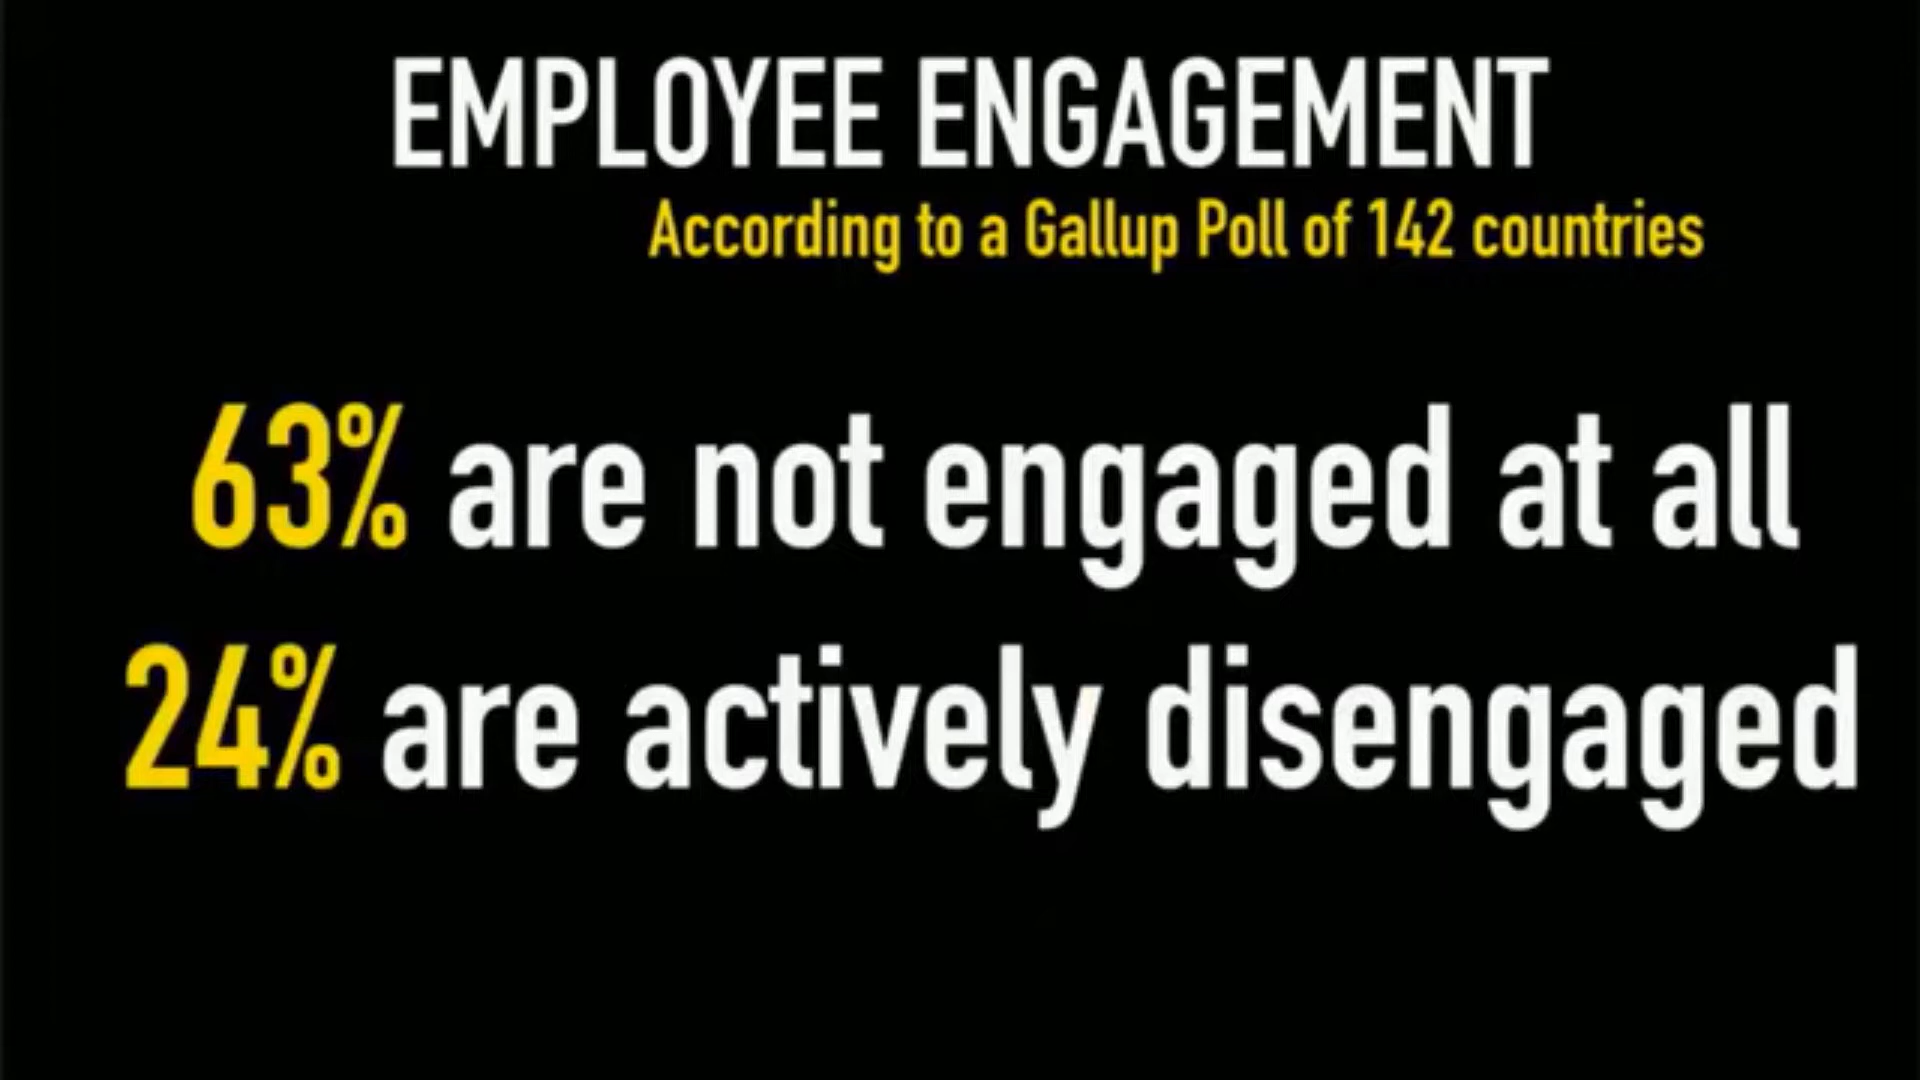 EMPLOYEE ENGAGEMENT
According to a Gallup Poll of 142 countries
63% are not engaged at all
24% are actively disengaged